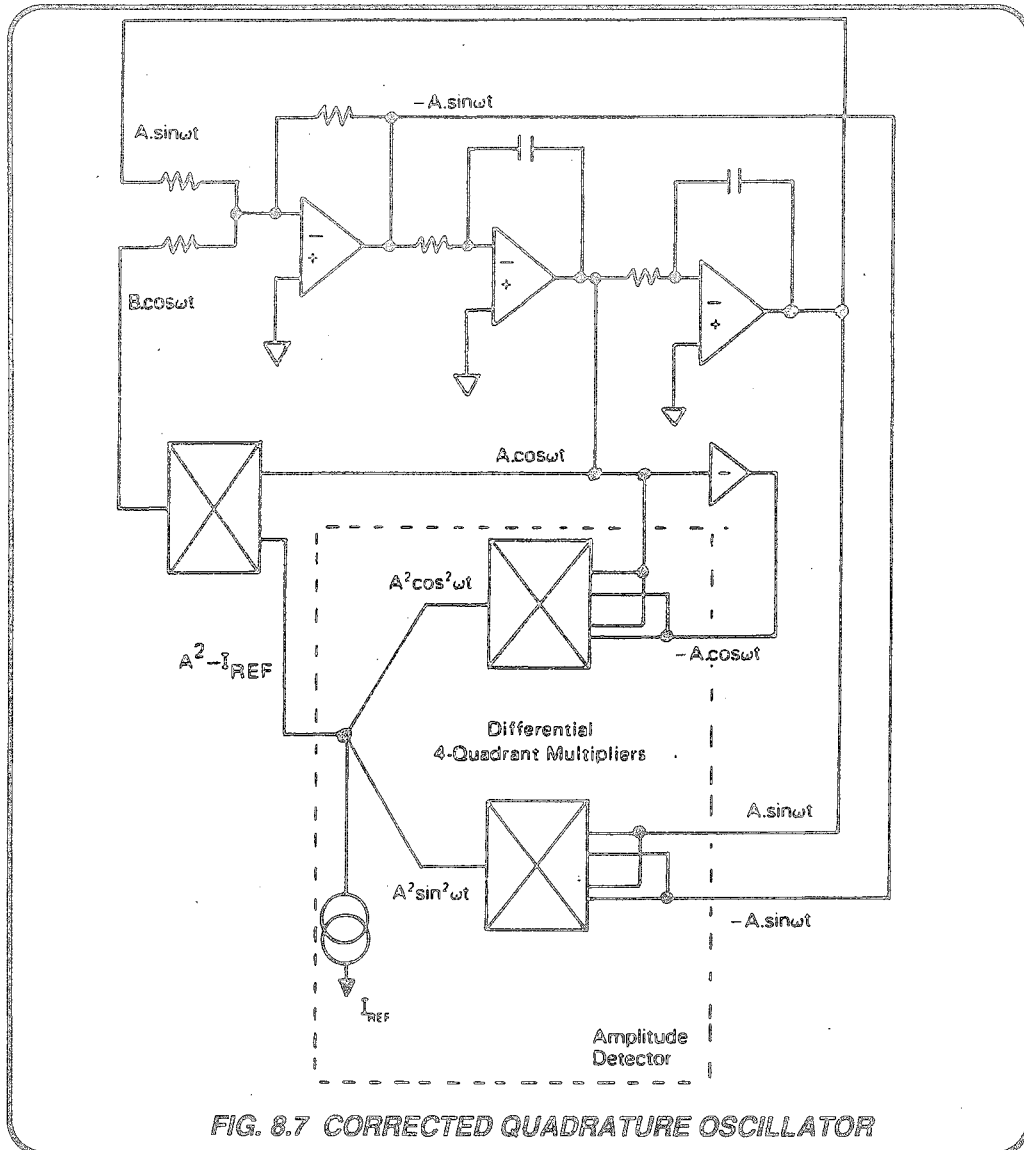 −A.sinωt
A.sinωt
−
+
−
+
−
+
B.cosωt
A.cosωt
−
A²cos²ωt
−A.cosωt
A²−I_REF
Differential
4-Quadrant Multipliers
A.sinωt
A²sin²ωt
−A.sinωt
I_REF
Amplitude
Detector
FIG. 8.7 CORRECTED QUADRATURE OSCILLATOR